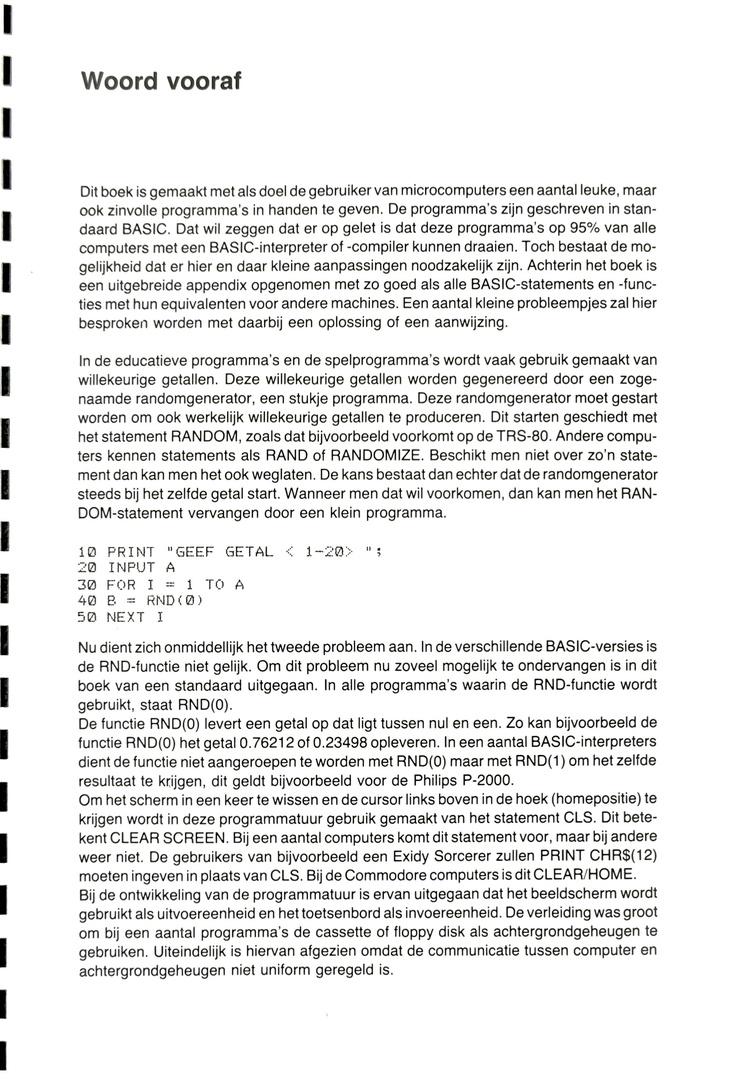 Woord vooraf
Dit boek is gemaakt met als doel de gebruiker van microcomputers een aantal leuke, maar
ook zinvolle programma's in handen te geven. De programma's zijn geschreven in stan-
daard BASIC. Dat wil zeggen dat er op gelet is dat deze programma's op 95% van alle
computers met een BASIC-interpreter of -compiler kunnen draaien. Toch bestaat de mo-
gelijkheid dat er hier en daar kleine aanpassingen noodzakelijk zijn. Achterin het boek is
een uitgebreide appendix opgenomen met zo goed als alle BASIC-statements en -func-
ties met hun equivalenten voor andere machines. Een aantal kleine probleempjes zal hier
besproken worden met daarbij een oplossing of een aanwijzing.
In de educatieve programma's en de spelprogramma's wordt vaak gebruik gemaakt van
willekeurige getallen. Deze willekeurige getallen worden gegenereerd door een zoge-
naamde randomgenerator, een stukje programma. Deze randomgenerator moet gestart
worden om ook werkelijk willekeurige getallen te produceren. Dit starten geschiedt met
het statement RANDOM, zoals dat bijvoorbeeld voorkomt op de TRS-80. Andere compu-
ters kennen statements als RAND of RANDOMIZE. Beschikt men niet over zo'n state-
ment dan kan men het ook weglaten. De kans bestaat dan echter dat de randomgenerator
steeds bij het zelfde getal start. Wanneer men dat wil voorkomen, dan kan men het RAN-
DOM-statement vervangen door een klein programma.
10 PRINT "GEEF GETAL < 1-20> ";
20 INPUT A
30 FOR I = 1 TO A
40 B = RND(0)
50 NEXT I
Nu dient zich onmiddellijk het tweede probleem aan. In de verschillende BASIC-versies is
de RND-functie niet gelijk. Om dit probleem nu zoveel mogelijk te ondervangen is in dit
boek van een standaard uitgegaan. In alle programma's waarin de RND-functie wordt
gebruikt, staat RND(0).
De functie RND(0) levert een getal op dat ligt tussen nul en een. Zo kan bijvoorbeeld de
functie RND(0) het getal 0.76212 of 0.23498 opleveren. In een aantal BASIC-interpreters
dient de functie niet aangeroepen te worden met RND(0) maar met RND(1) om het zelfde
resultaat te krijgen, dit geldt bijvoorbeeld voor de Philips P-2000.
Om het scherm in een keer te wissen en de cursor links boven in de hoek (homepositie) te
krijgen wordt in deze programmatuur gebruik gemaakt van het statement CLS. Dit bete-
kent CLEAR SCREEN. Bij een aantal computers komt dit statement voor, maar bij andere
weer niet. De gebruikers van bijvoorbeeld een Exidy Sorcerer zullen PRINT CHR$(12)
moeten ingeven in plaats van CLS. Bij de Commodore computers is dit CLEAR/HOME.
Bij de ontwikkeling van de programmatuur is ervan uitgegaan dat het beeldscherm wordt
gebruikt als uitvoereenheid en het toetsenbord als invoereenheid. De verleiding was groot
om bij een aantal programma's de cassette of floppy disk als achtergrondgeheugen te
gebruiken. Uiteindelijk is hiervan afgezien omdat de communicatie tussen computer en
achtergrondgeheugen niet uniform geregeld is.